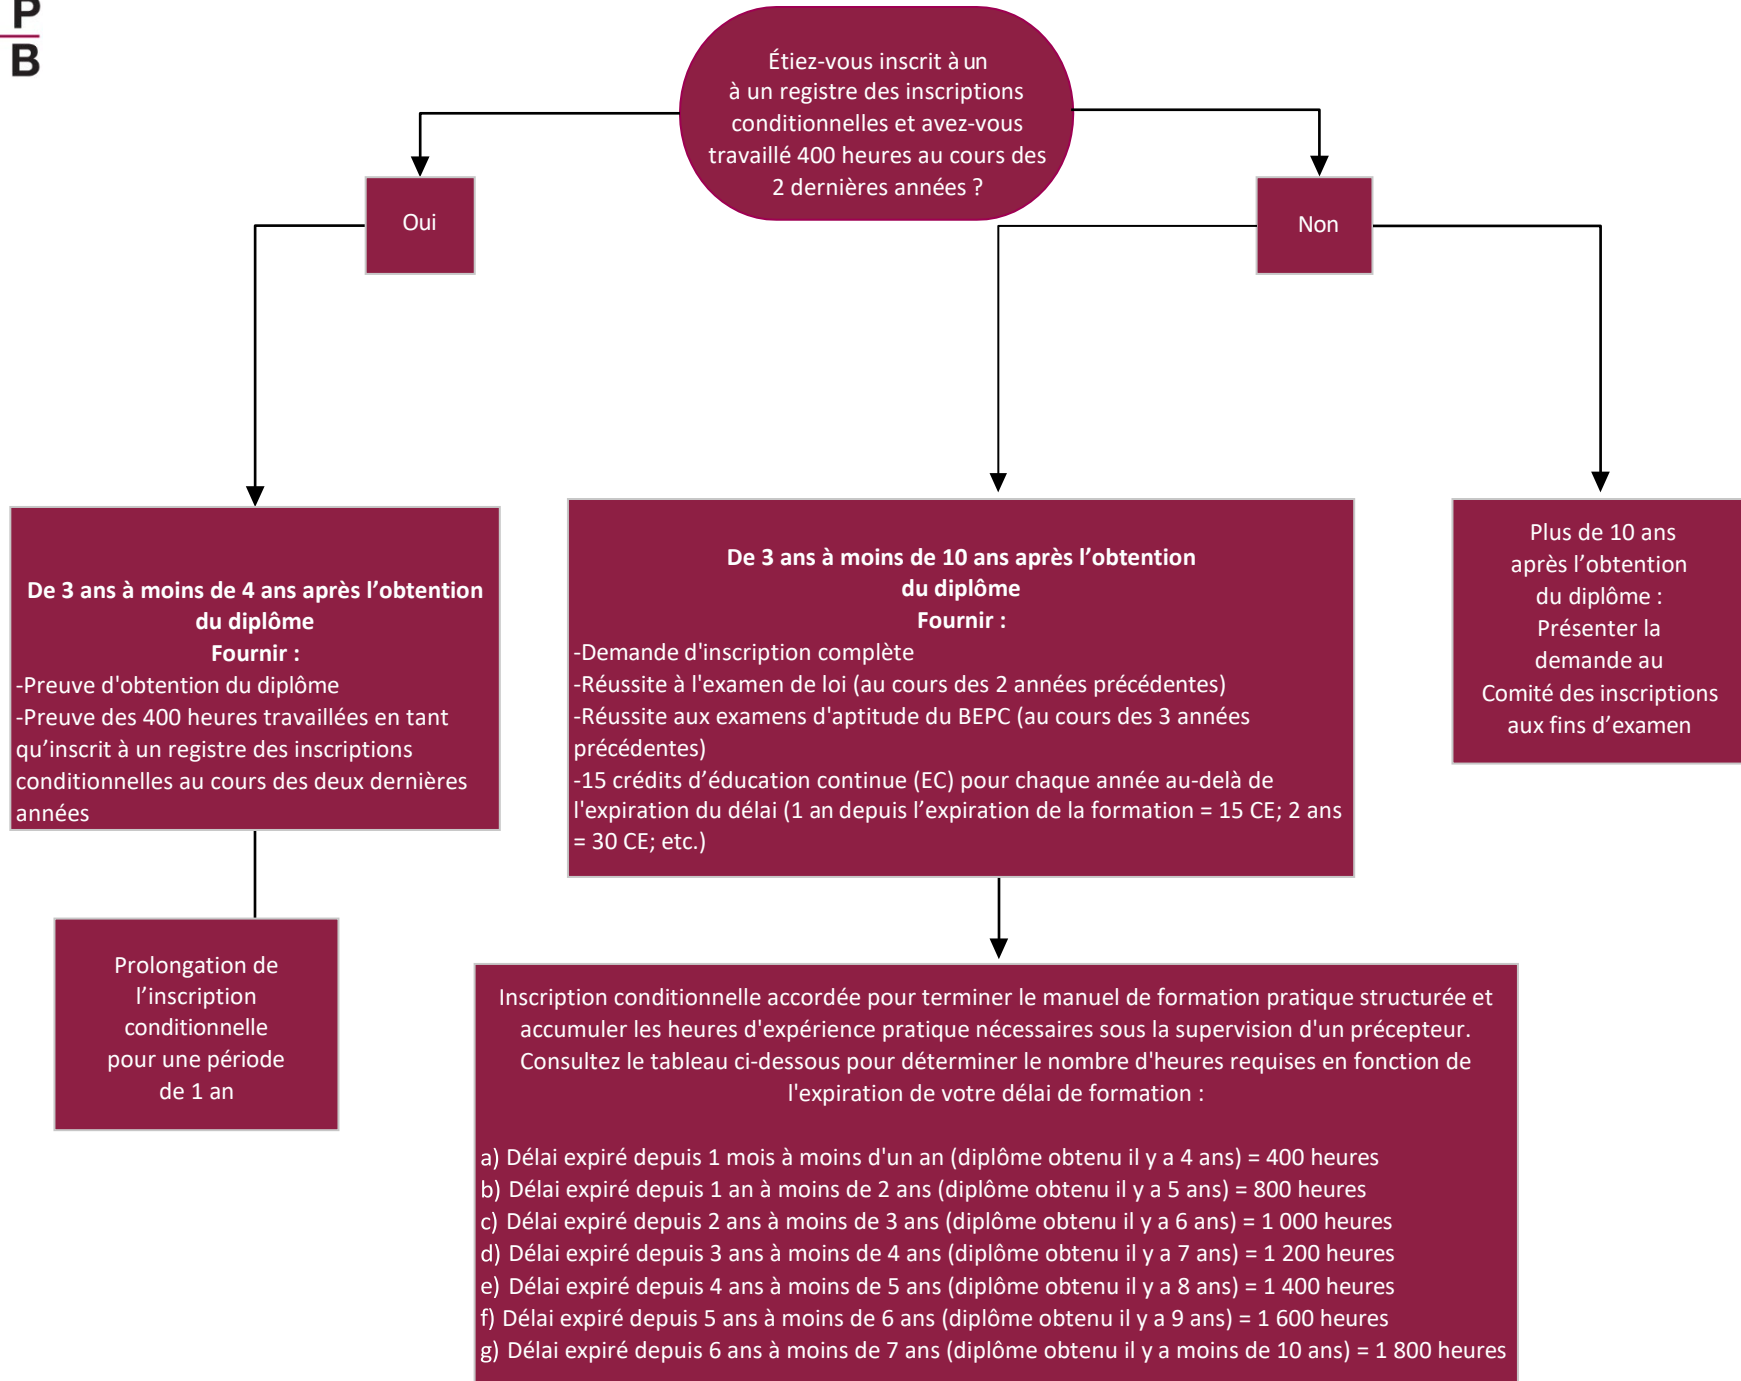 P
B
Étiez-vous inscrit à un
à un registre des inscriptions
conditionnelles et avez-vous
travaillé 400 heures au cours des
2 dernières années ?
Oui
Non
De 3 ans à moins de 4 ans après l’obtention
du diplôme
Fournir :
-Preuve d'obtention du diplôme
-Preuve des 400 heures travaillées en tant
qu’inscrit à un registre des inscriptions
conditionnelles au cours des deux dernières
années
De 3 ans à moins de 10 ans après l’obtention
du diplôme
Fournir :
-Demande d'inscription complète
-Réussite à l'examen de loi (au cours des 2 années précédentes)
-Réussite aux examens d'aptitude du BEPC (au cours des 3 années
précédentes)
-15 crédits d’éducation continue (EC) pour chaque année au-delà de
l'expiration du délai (1 an depuis l’expiration de la formation = 15 CE; 2 ans
= 30 CE; etc.)
Plus de 10 ans
après l’obtention
du diplôme :
Présenter la
demande au
Comité des inscriptions
aux fins d’examen
Prolongation de
l’inscription
conditionnelle
pour une période
de 1 an
Inscription conditionnelle accordée pour terminer le manuel de formation pratique structurée et
accumuler les heures d'expérience pratique nécessaires sous la supervision d'un précepteur.
Consultez le tableau ci-dessous pour déterminer le nombre d'heures requises en fonction de
l'expiration de votre délai de formation :
a) Délai expiré depuis 1 mois à moins d'un an (diplôme obtenu il y a 4 ans) = 400 heures
b) Délai expiré depuis 1 an à moins de 2 ans (diplôme obtenu il y a 5 ans) = 800 heures
c) Délai expiré depuis 2 ans à moins de 3 ans (diplôme obtenu il y a 6 ans) = 1 000 heures
d) Délai expiré depuis 3 ans à moins de 4 ans (diplôme obtenu il y a 7 ans) = 1 200 heures
e) Délai expiré depuis 4 ans à moins de 5 ans (diplôme obtenu il y a 8 ans) = 1 400 heures
f) Délai expiré depuis 5 ans à moins de 6 ans (diplôme obtenu il y a 9 ans) = 1 600 heures
g) Délai expiré depuis 6 ans à moins de 7 ans (diplôme obtenu il y a moins de 10 ans) = 1 800 heures